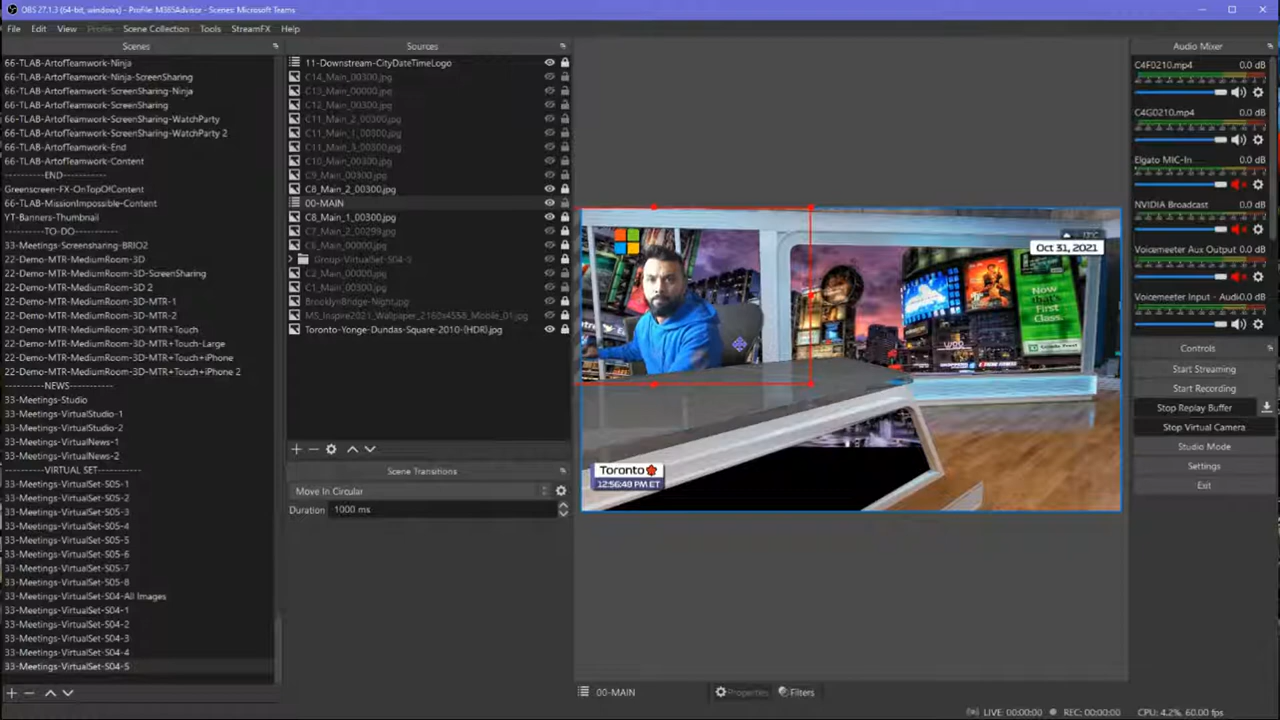 OBS 27.1.3 (64-bit, windows) - Profile: M365Advisor - Scenes: Microsoft Teams
File Edit View Profile Scene Collection Tools StreamFX Help
Scenes
66-TLAB-ArtofTeamwork-Ninja
66-TLAB-ArtofTeamwork-Ninja-ScreenSharing
66-TLAB-ArtofTeamwork-ScreenSharing-Ninja
66-TLAB-ArtofTeamwork-ScreenSharing
66-TLAB-ArtofTeamwork-ScreenSharing-WatchParty
66-TLAB-ArtofTeamwork-ScreenSharing-WatchParty 2
66-TLAB-ArtofTeamwork-End
66-TLAB-ArtofTeamwork-Content
----------END----------
Greenscreen-FX-OnTopOfContent
66-TLAB-MissionImpossible-Content
YT-Banners-Thumbnail
----------TO-DO----------
33-Meetings-Screensharing-BRIO2
22-Demo-MTR-MediumRoom-3D
22-Demo-MTR-MediumRoom-3D-ScreenSharing
22-Demo-MTR-MediumRoom-3D 2
22-Demo-MTR-MediumRoom-3D-MTR-1
22-Demo-MTR-MediumRoom-3D-MTR-2
22-Demo-MTR-MediumRoom-3D-MTR+Touch
22-Demo-MTR-MediumRoom-3D-MTR+Touch-Large
22-Demo-MTR-MediumRoom-3D-MTR+Touch+iPhone
22-Demo-MTR-MediumRoom-3D-MTR+Touch+iPhone 2
----------NEWS----------
33-Meetings-Studio
33-Meetings-VirtualStudio-1
33-Meetings-VirtualStudio-2
33-Meetings-VirtualNews-1
33-Meetings-VirtualNews-2
----------VIRTUAL SET----------
33-Meetings-VirtualSet-S05-1
33-Meetings-VirtualSet-S05-2
33-Meetings-VirtualSet-S05-3
33-Meetings-VirtualSet-S05-4
33-Meetings-VirtualSet-S05-5
33-Meetings-VirtualSet-S05-6
33-Meetings-VirtualSet-S05-7
33-Meetings-VirtualSet-S05-8
33-Meetings-VirtualSet-S04-All Images
33-Meetings-VirtualSet-S04-1
33-Meetings-VirtualSet-S04-2
33-Meetings-VirtualSet-S04-3
33-Meetings-VirtualSet-S04-4
33-Meetings-VirtualSet-S04-5
Sources
11-Downstream-CityDateTimeLogo
C14_Main_00300.jpg
C13_Main_00000.jpg
C12_Main_00300.jpg
C11_Main_2_00300.jpg
C11_Main_1_00300.jpg
C11_Main_3_00300.jpg
C10_Main_00300.jpg
C9_Main_00300.jpg
C8_Main_2_00300.jpg
00-MAIN
C8_Main_1_00300.jpg
C7_Main_2_00299.jpg
C6_Main_00000.jpg
Group-VirtualSet-S04-5
C2_Main_00000.jpg
C1_Main_00000.jpg
BrooklynBridge-Night.jpg
MS_Inspire2021_Wallpaper_2160x4558_Mobile_01.jpg
Toronto-Yonge-Dundas-Square-2010-(HDR).jpg
Scene Transitions
Move In Circular
Duration 1000 ms
13°C
Oct 31, 2021
Now that's First Class.
Toronto
12:56:48 PM ET
00-MAIN Properties Filters
Audio Mixer
C4F0210.mp4 0.0 dB
C4G0210.mp4 0.0 dB
Elgato MIC-In 0.0 dB
NVIDIA Broadcast 0.0 dB
Voicemeeter Aux Output 0.0 dB
Voicemeeter Input - Audi 0.0 dB
Controls
Start Streaming
Start Recording
Stop Replay Buffer
Stop Virtual Camera
Studio Mode
Settings
Exit
LIVE: 00:00:00 REC: 00:00:00 CPU: 4.2%, 60.00 fps